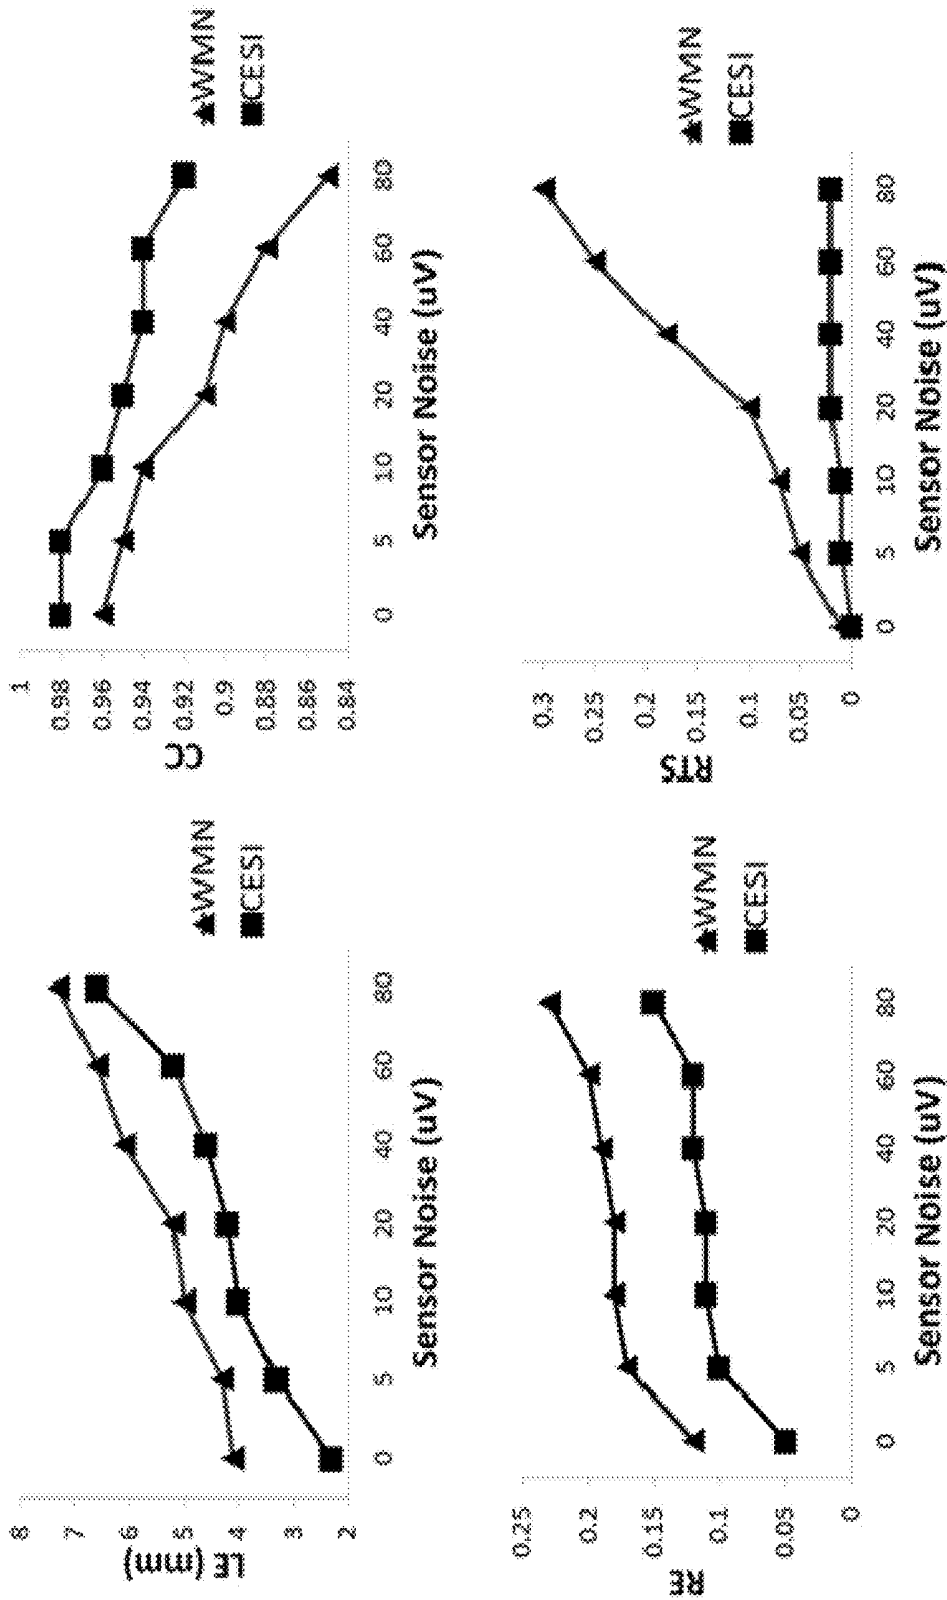 8
7
6
5
4
3
2
LE (mm)
0 5 10 20 40 60 80
Sensor Noise (uV)
WMN
CESI
1
0.98
0.96
0.94
0.92
0.9
0.88
0.86
0.84
CC
0 5 10 20 40 60 80
Sensor Noise (uV)
WMN
CESI
0.25
0.2
0.15
0.1
0.05
0
RE
0 5 10 20 40 60 80
Sensor Noise (uV)
WMN
CESI
0.3
0.25
0.2
0.15
0.1
0.05
0
RTS
0 5 10 20 40 60 80
Sensor Noise (uV)
WMN
CESI